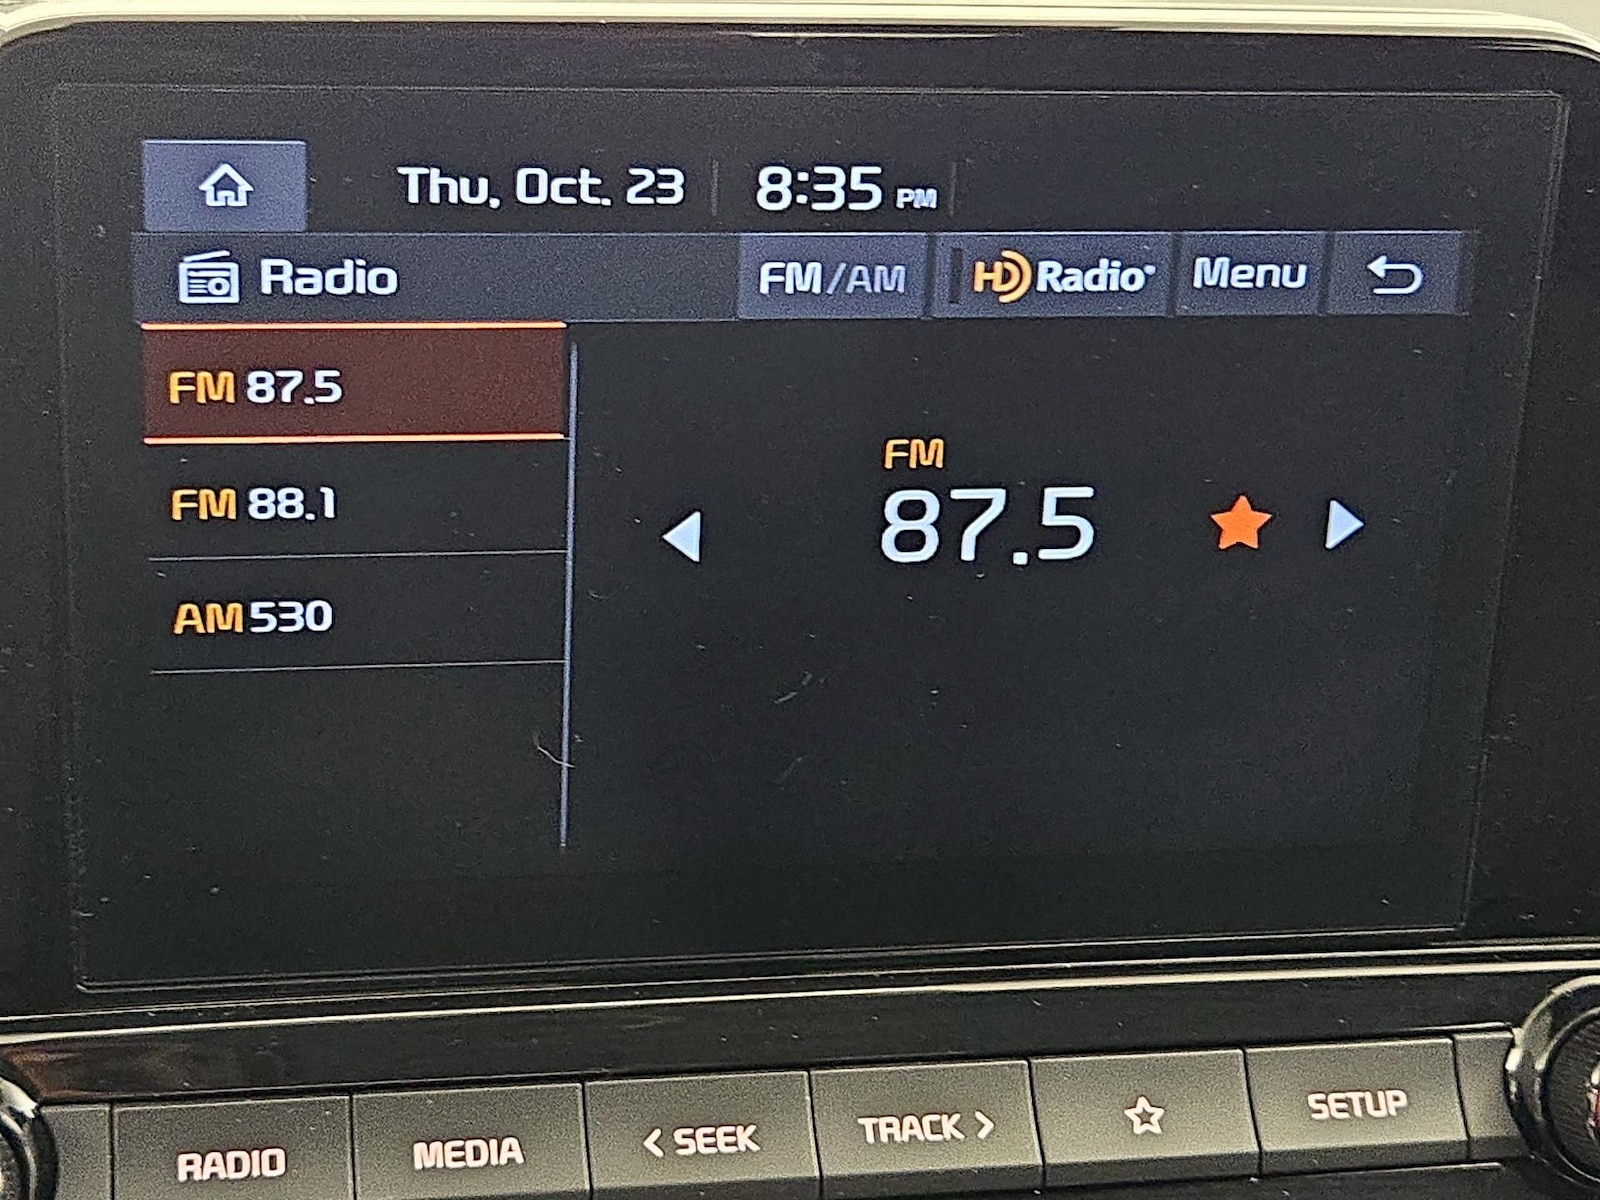 Thu, Oct. 23 8:35 PM
Radio FM/AM HD Radio® Menu
FM 87.5
FM 88.1
AM 530
FM
87.5
RADIO MEDIA < SEEK TRACK > SETUP